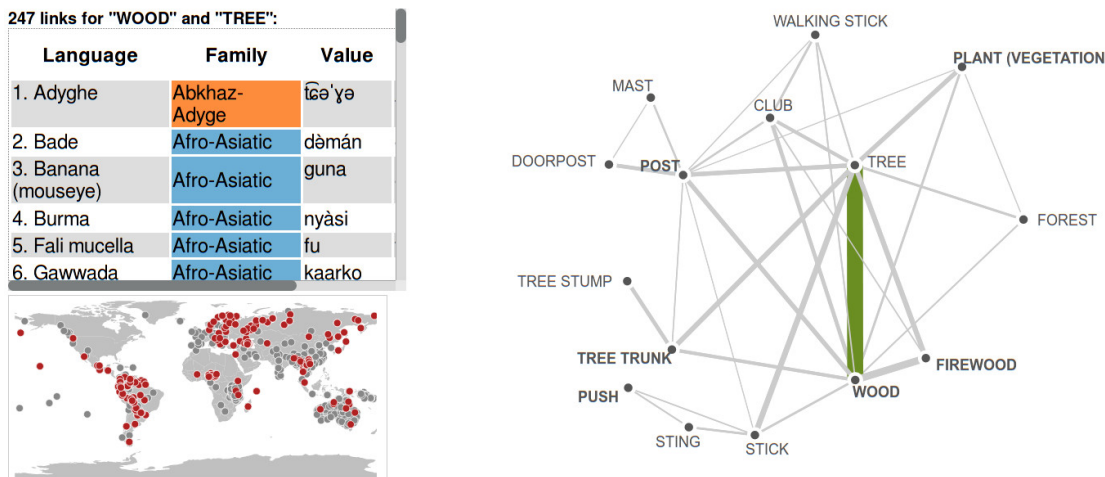 247 links for "WOOD" and "TREE":
Language Family Value
1. Adyghe Abkhaz-Adyge t͡ɕəˈɣə
2. Bade Afro-Asiatic də̀mán
3. Banana (mouseye) Afro-Asiatic guna
4. Burma Afro-Asiatic nyàsi
5. Fali mucella Afro-Asiatic fu
6. Gawwada Afro-Asiatic kaarko
WALKING STICK
PLANT (VEGETATION
MAST
CLUB
DOORPOST
POST
TREE
FOREST
TREE STUMP
TREE TRUNK
FIREWOOD
PUSH
WOOD
STING
STICK